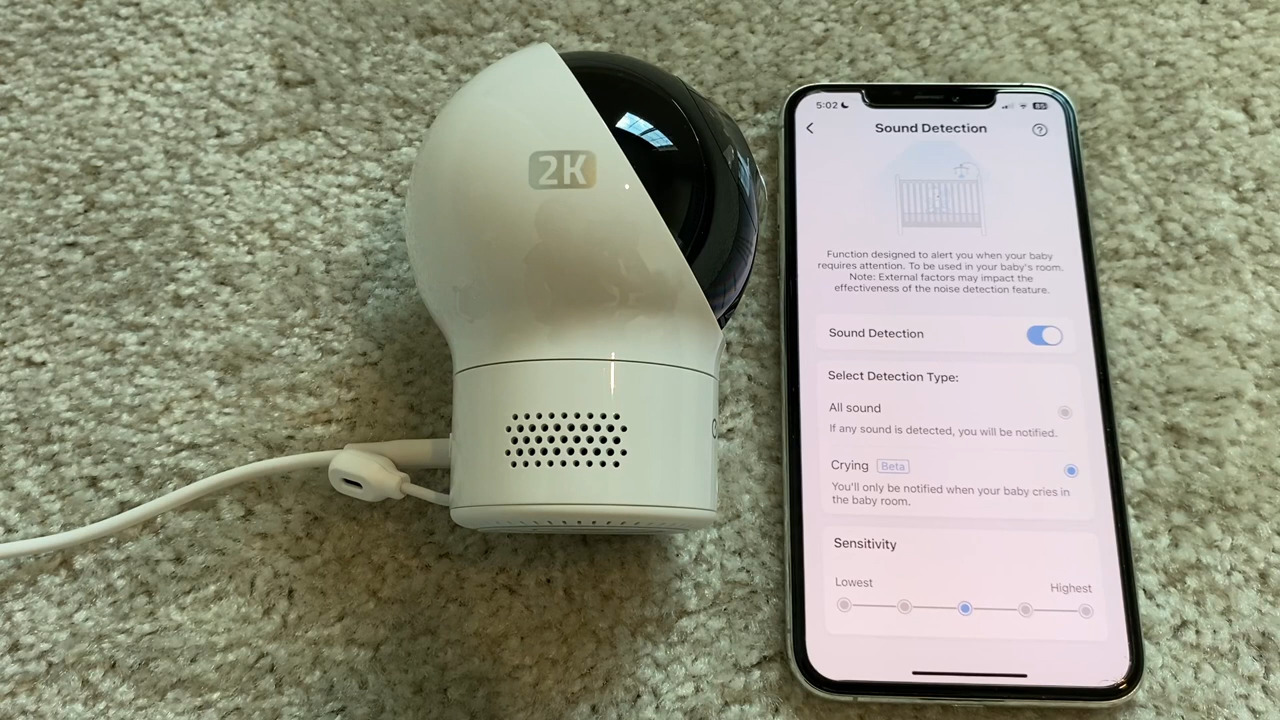 2K
5:02
85
Sound Detection
?
Function designed to alert you when your baby
requires attention. To be used in your baby's room.
Note: External factors may impact the
effectiveness of the noise detection feature.
Sound Detection
Select Detection Type:
All sound
If any sound is detected, you will be notified.
Crying Beta
You'll only be notified when your baby cries in
the baby room.
Sensitivity
Lowest Highest